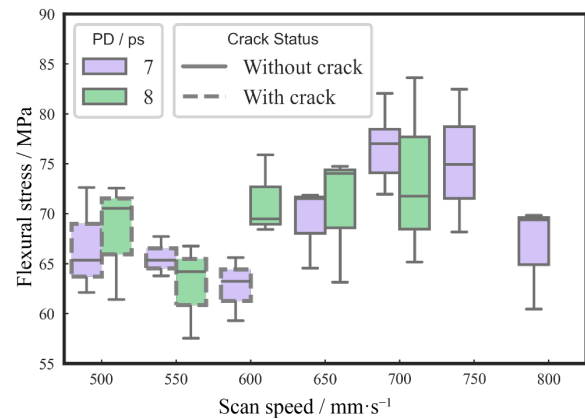 PD / ps
7
8
Crack Status
Without crack
With crack
Flexural stress / MPa
90
85
80
75
70
65
60
55
500 550 600 650 700 750 800
Scan speed / mm·s⁻¹